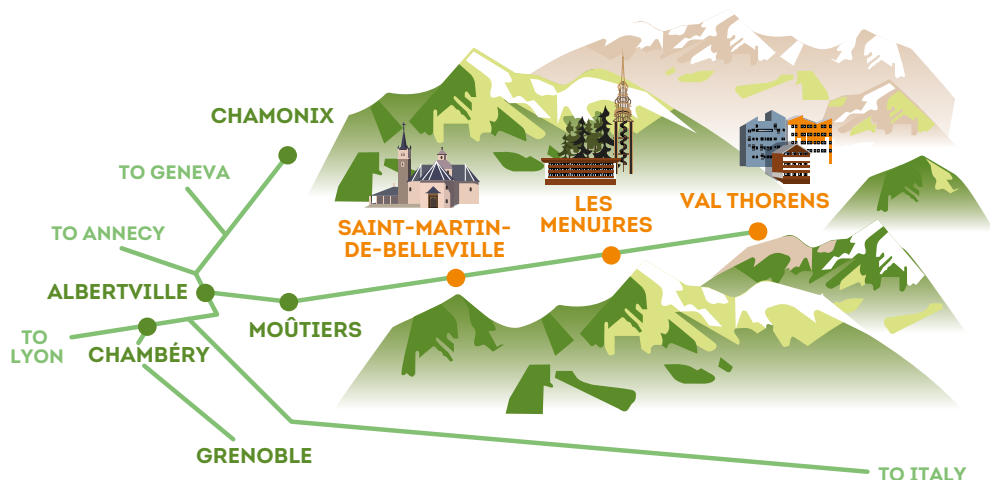 CHAMONIX
TO GENEVA
TO ANNECY
SAINT-MARTIN-
DE-BELLEVILLE
LES
MENUIRES
VAL THORENS
ALBERTVILLE
MOÛTIERS
TO
LYON
CHAMBÉRY
GRENOBLE
TO ITALY